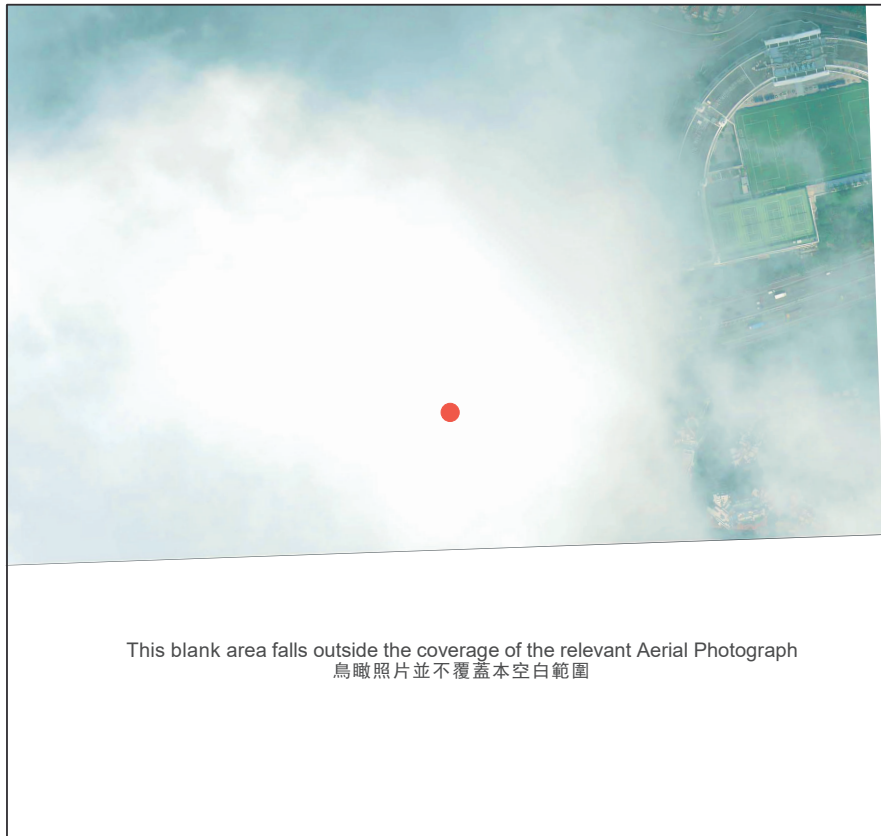 This blank area falls outside the coverage of the relevant Aerial Photograph
鳥瞰照片並不覆蓋本空白範圍